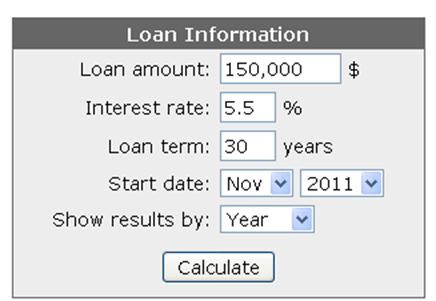 Loan Information
Loan amount: 150,000 $
Interest rate: 5.5 %
Loan term: 30 years
Start date: Nov 2011
Show results by: Year
Calculate